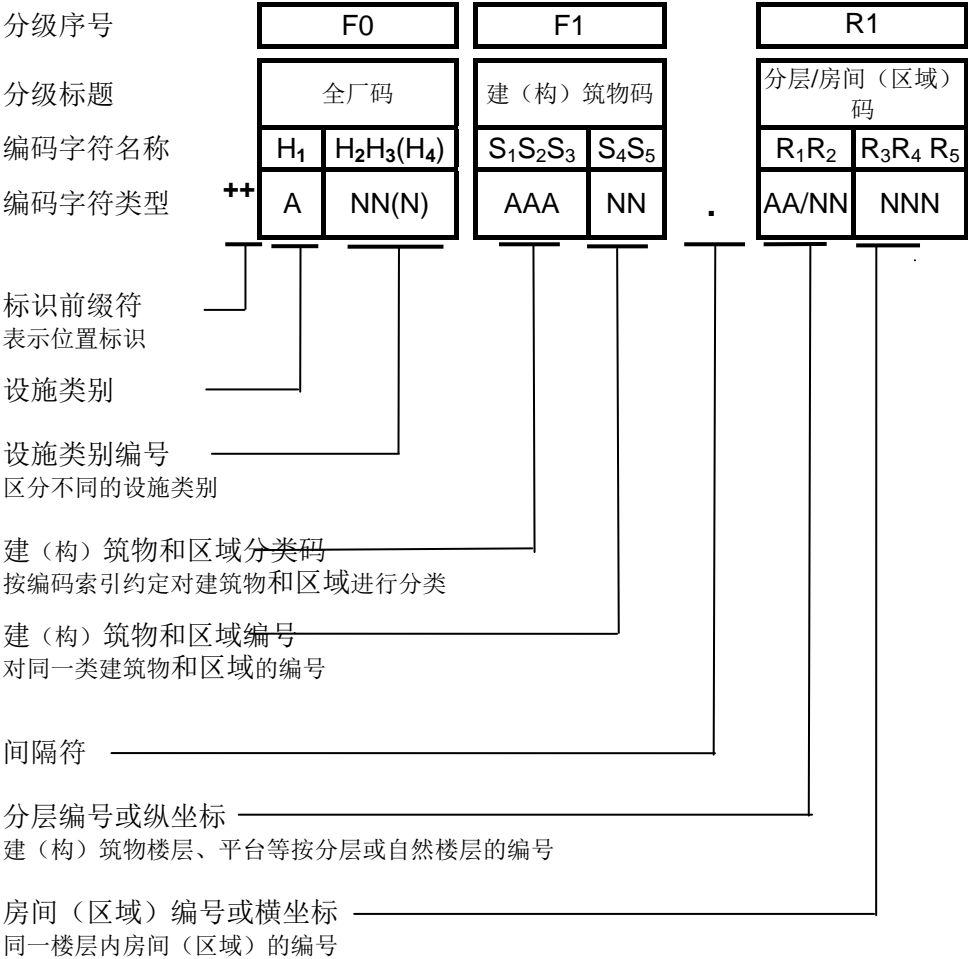 分级序号 F0 F1 R1
分级标题 全厂码 建（构）筑物码 分层/房间（区域）码
编码字符名称 H₁ H₂H₃(H₄) S₁S₂S₃ S₄S₅ R₁R₂ R₃R₄ R₅
编码字符类型 ++ A NN(N) AAA NN . AA/NN NNN
标识前缀符
表示位置标识
设施类别
设施类别编号
区分不同的设施类别
建（构）筑物和区域分类码
按编码索引约定对建筑物和区域进行分类
建（构）筑物和区域编号
对同一类建筑物和区域的编号
间隔符
分层编号或纵坐标
建（构）筑物楼层、平台等按分层或自然楼层的编号
房间（区域）编号或横坐标
同一楼层内房间（区域）的编号